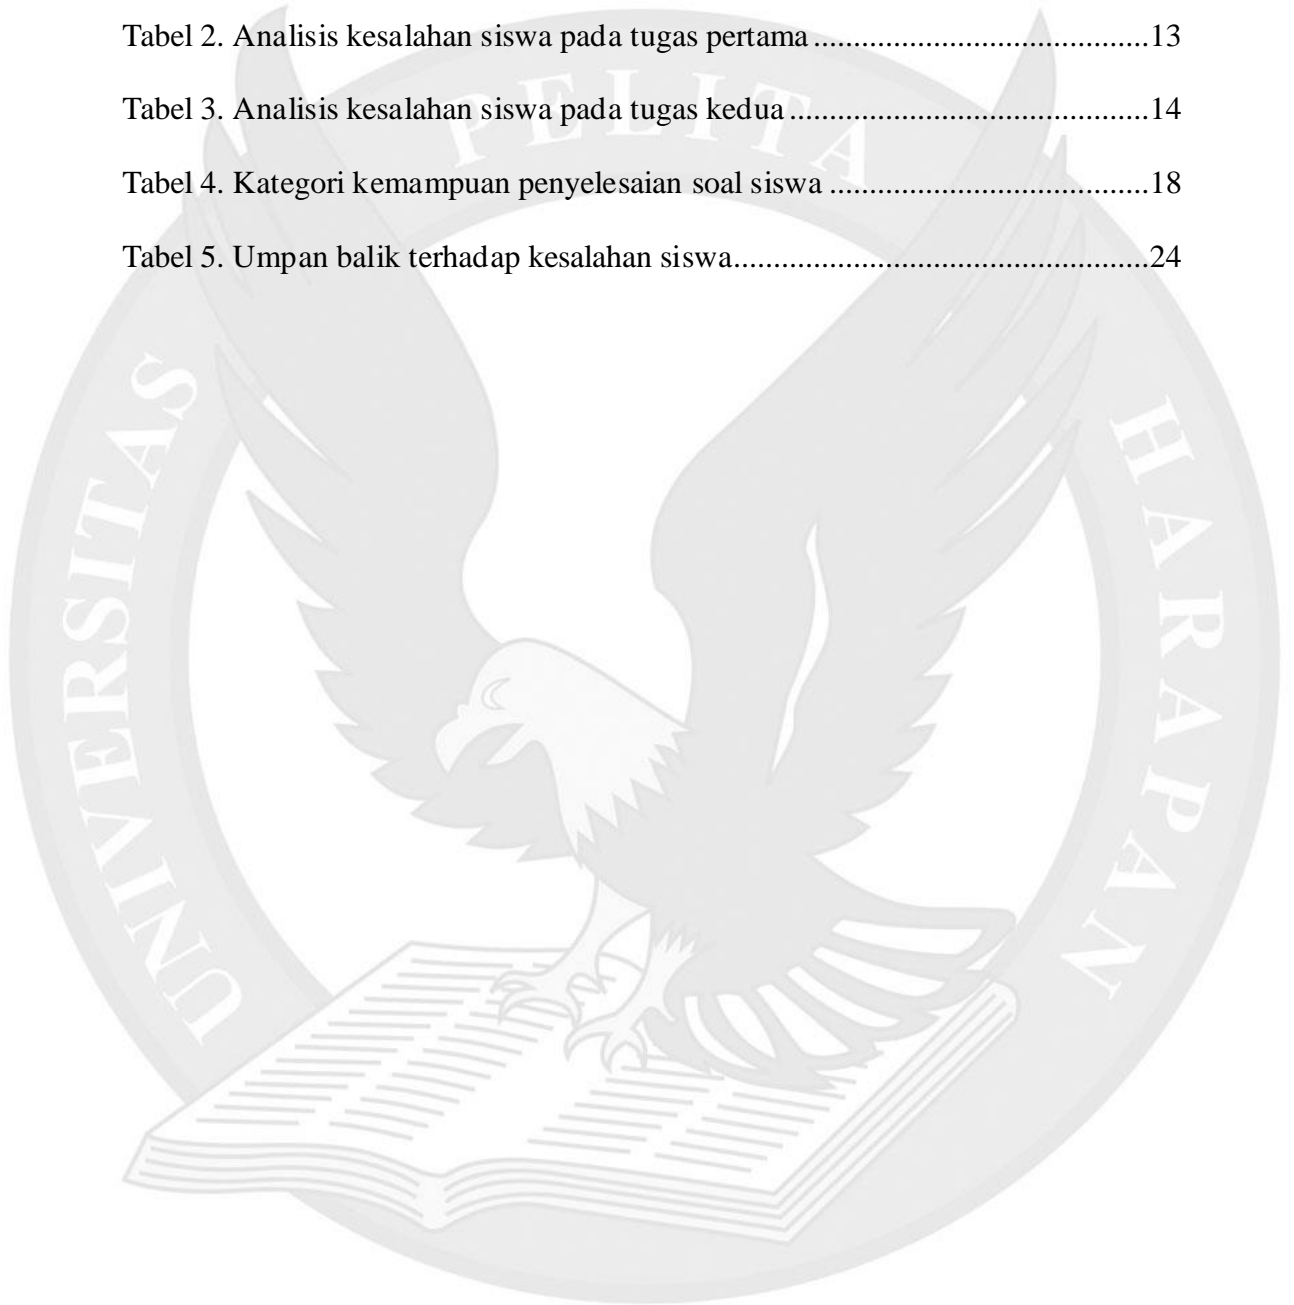 Tabel 2. Analisis kesalahan siswa pada tugas pertama..........................................13
Tabel 3. Analisis kesalahan siswa pada tugas kedua.............................................14
Tabel 4. Kategori kemampuan penyelesaian soal siswa........................................18
Tabel 5. Umpan balik terhadap kesalahan siswa....................................................24
UNIVERSITAS PELITA HARAPAN